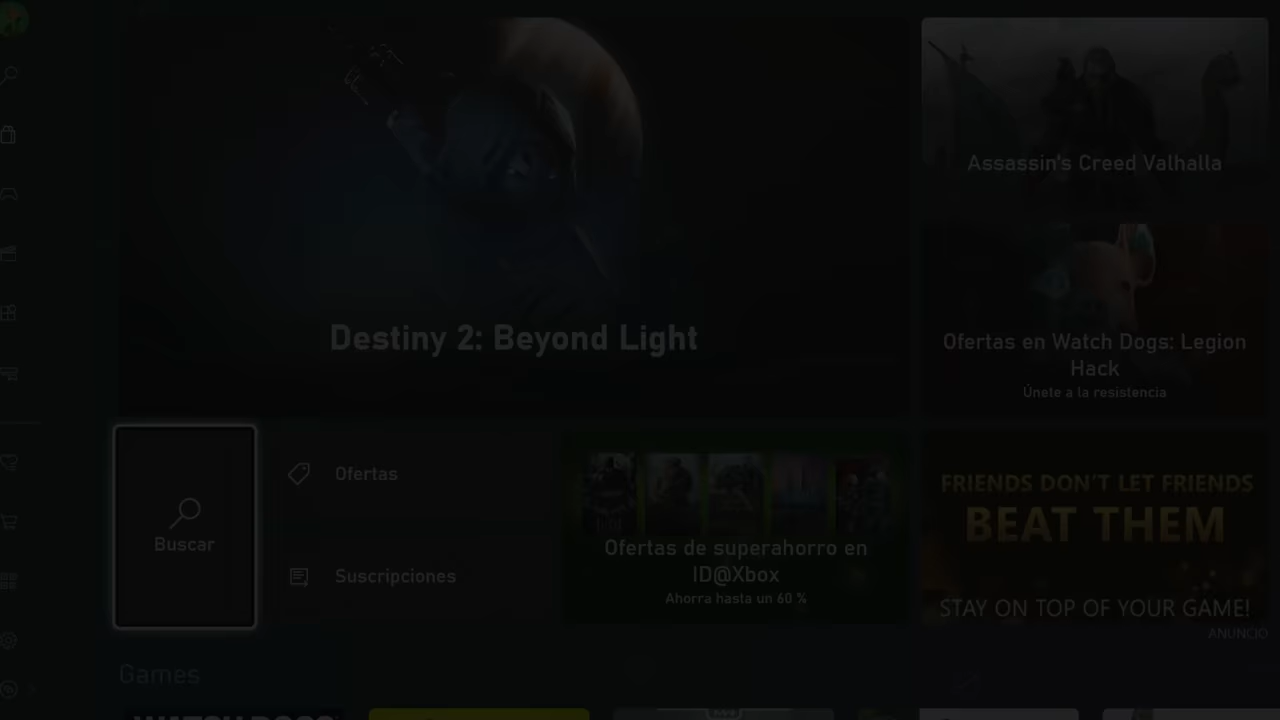 Destiny 2: Beyond Light
Assassin's Creed Valhalla
Ofertas en Watch Dogs: Legion
Hack
Únete a la resistencia
Buscar
Ofertas
Suscripciones
Ofertas de superahorro en
ID@Xbox
Ahorra hasta un 60 %
FRIENDS DON'T LET FRIENDS
BEAT THEM
STAY ON TOP OF YOUR GAME!
ANUNCIO
Games